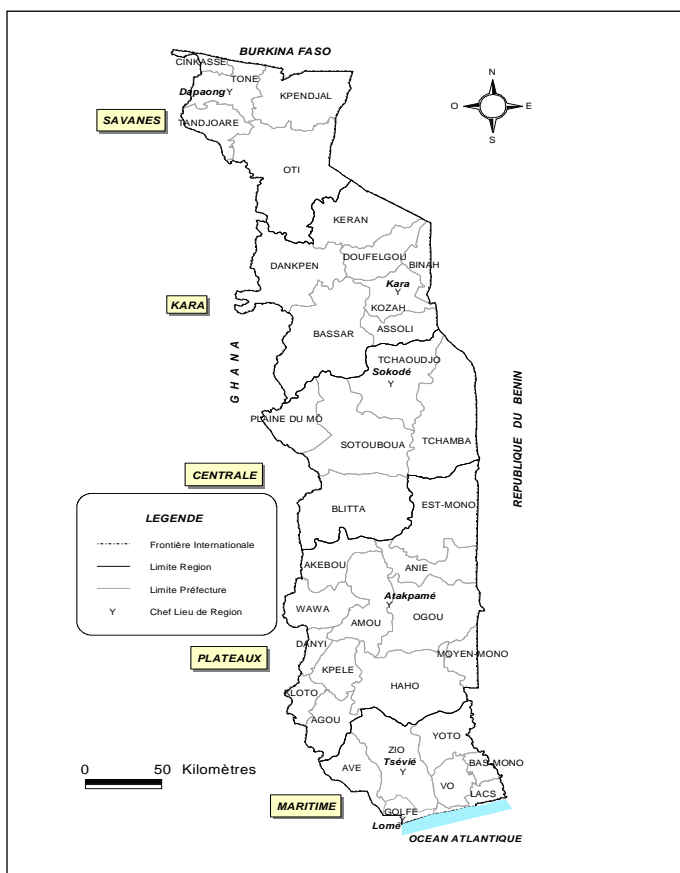 BURKINA FASO
CINKASSE
TONE
Dapaong Y
KPENDJAL
N
O E
S
SAVANES
TANDJOARE
OTI
KERAN
DOUFELGOU
DANKPEN
BINAH
Kara
Y
KARA
KOZAH
ASSOLI
BASSAR
TCHAOUDJO
Sokodé
Y
GHANA
REPUBLIQUE DU BENIN
PLAINE DU MÔ
SOTOUBOUA
TCHAMBA
CENTRALE
BLITTA
EST-MONO
LEGENDE
Frontière Internationale
Limite Region
Limite Préfecture
Y Chef Lieu de Region
AKEBOU
ANIE
Atakpamé
Y
WAWA
AMOU
OGOU
DANYI
MOYEN-MONO
PLATEAUX
KPELE
HAHO
KLOTO
AGOU
YOTO
ZIO
Tsévié
Y
AVE
BAS-MONO
VO
LACS
0 50 Kilomètres
MARITIME
GOLFE
Lomé Y
OCEAN ATLANTIQUE